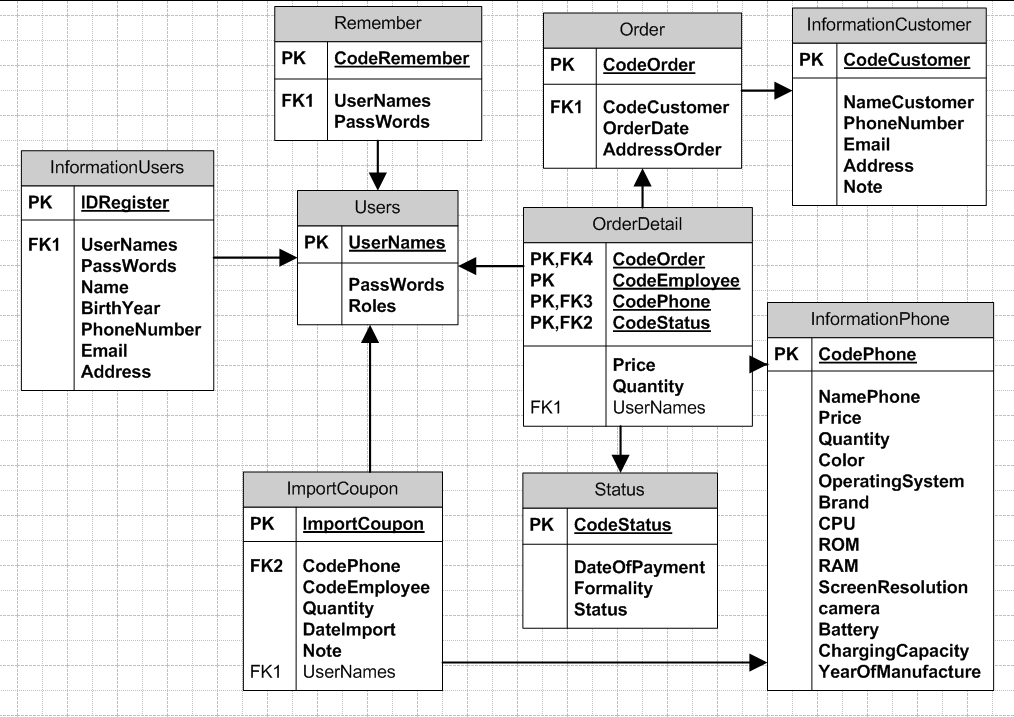 Remember
PK CodeRemember
FK1 UserNames
PassWords
Order
PK CodeOrder
FK1 CodeCustomer
OrderDate
AddressOrder
InformationCustomer
PK CodeCustomer
NameCustomer
PhoneNumber
Email
Address
Note
InformationUsers
PK IDRegister
FK1 UserNames
PassWords
Name
BirthYear
PhoneNumber
Email
Address
Users
PK UserNames
PassWords
Roles
OrderDetail
PK,FK4 CodeOrder
PK CodeEmployee
PK,FK3 CodePhone
PK,FK2 CodeStatus
Price
Quantity
FK1 UserNames
InformationPhone
PK CodePhone
NamePhone
Price
Quantity
Color
OperatingSystem
Brand
CPU
ROM
RAM
ScreenResolution
camera
Battery
ChargingCapacity
YearOfManufacture
ImportCoupon
PK ImportCoupon
FK2 CodePhone
CodeEmployee
Quantity
DateImport
Note
FK1 UserNames
Status
PK CodeStatus
DateOfPayment
Formality
Status